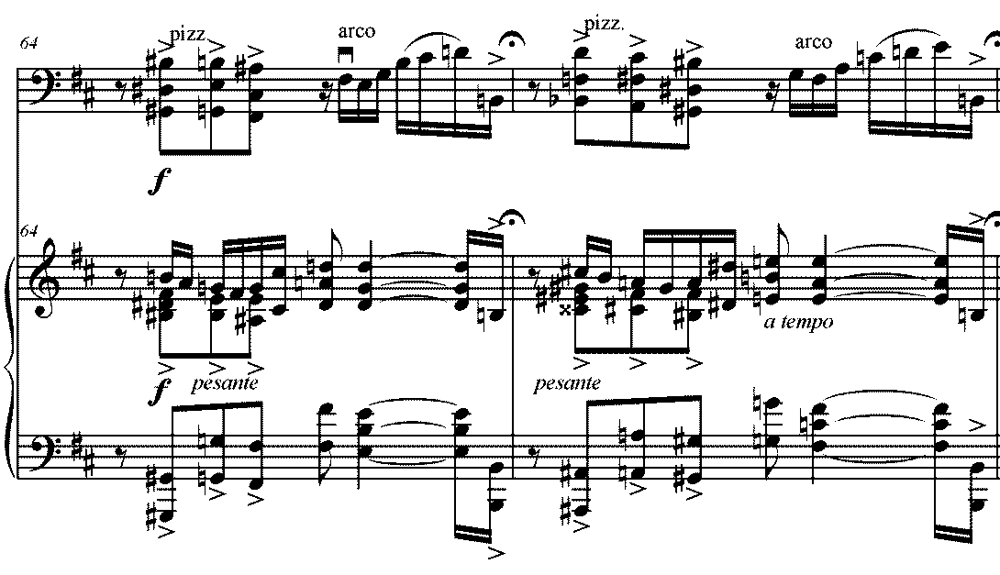 64 pizz. arco pizz. arco
f
64
a tempo
f pesante pesante